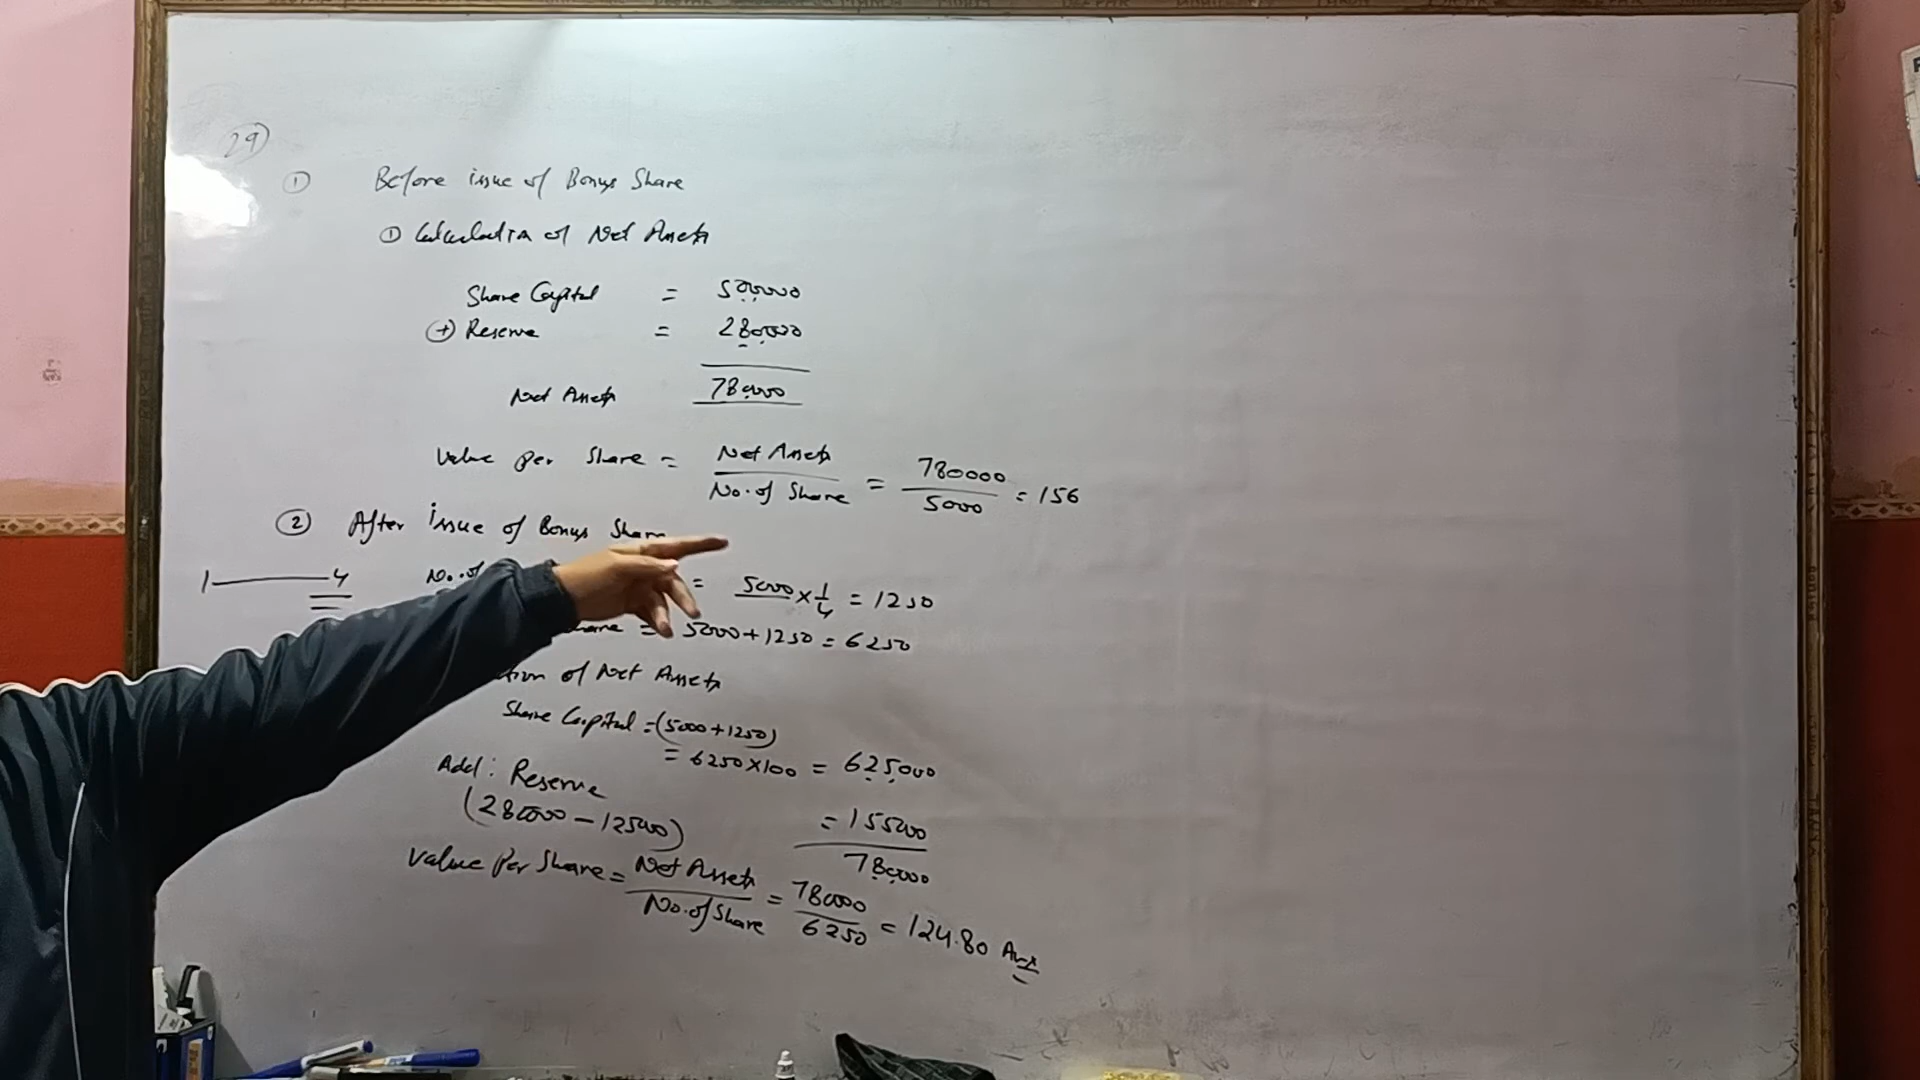 29
① Before issue of Bonus Share
① Calculation of Net Assets
Share Capital = 500000
(+) Reserve = 280000
Net Assets 780000
Value per Share = Net Assets / No. of Share = 780000 / 5000 = 156
② After issue of Bonus Share
1 — 4
No. of = 5000 × 1/4 = 1250
Share = 5000 + 1250 = 6250
of Net Assets
Share Capital = (5000 + 1250)
= 6250 × 100 = 625000
Add: Reserve
(280000 - 125000) = 155000
780000
Value Per Share = Net Assets / No. of Share = 780000 / 6250 = 124.80 Ans